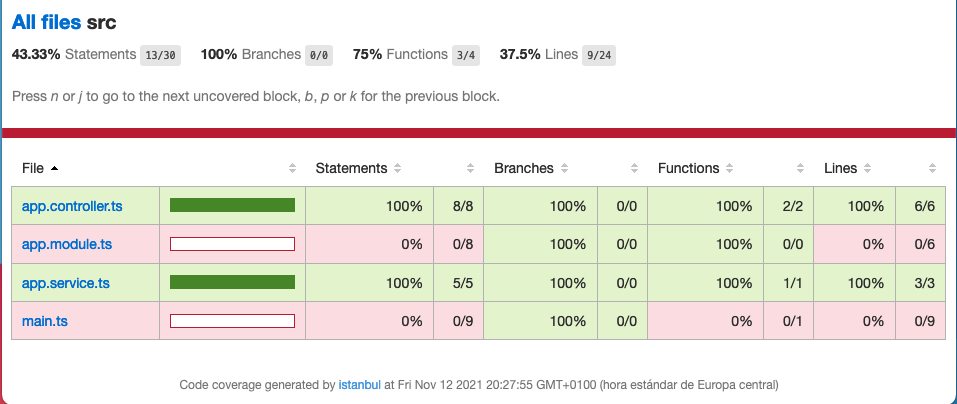 All files src
43.33% Statements 13/30 100% Branches 0/0 75% Functions 3/4 37.5% Lines 9/24
Press n or j to go to the next uncovered block, b, p or k for the previous block.
File Statements Branches Functions Lines
app.controller.ts 100% 8/8 100% 0/0 100% 2/2 100% 6/6
app.module.ts 0% 0/8 100% 0/0 100% 0/0 0% 0/6
app.service.ts 100% 5/5 100% 0/0 100% 1/1 100% 3/3
main.ts 0% 0/9 100% 0/0 0% 0/1 0% 0/9
Code coverage generated by istanbul at Fri Nov 12 2021 20:27:55 GMT+0100 (hora estándar de Europa central)